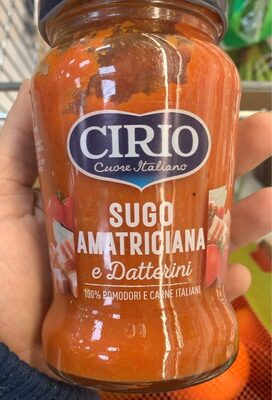 CIRIO
Cuore Italiano
SUGO
AMATRICIANA
e Datterini
100% POMODORI E CARNE ITALIANI